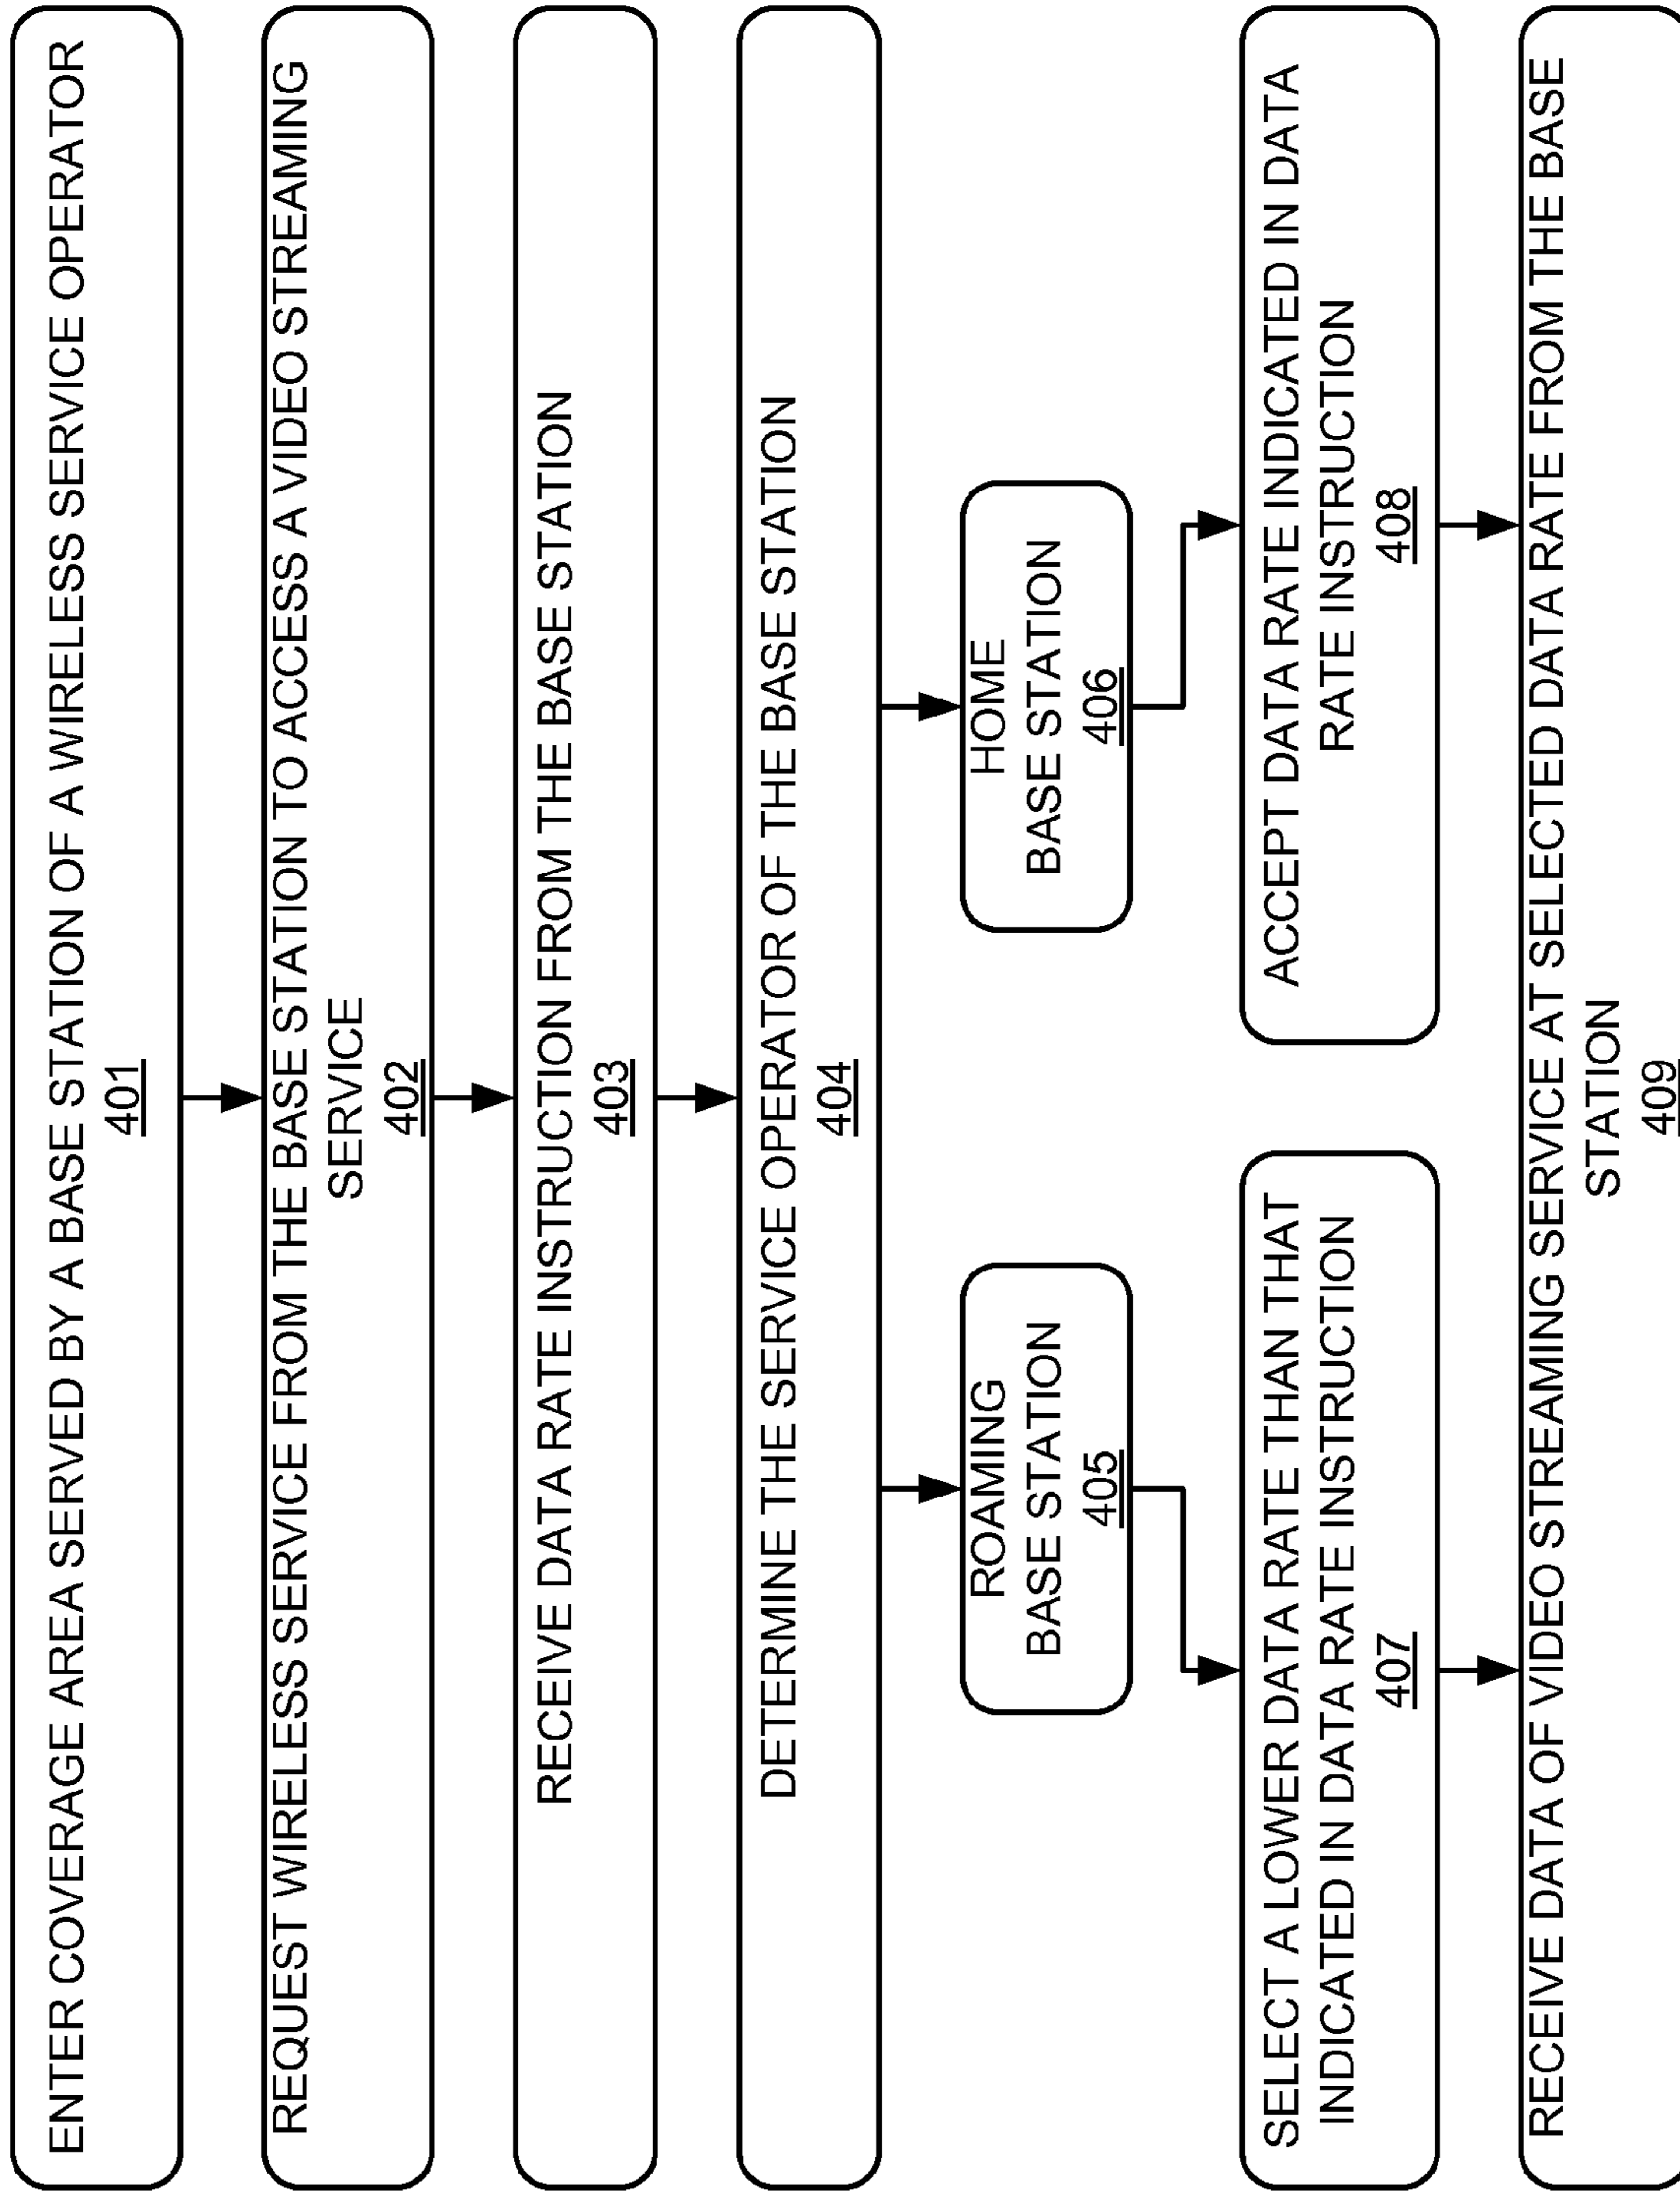 ENTER COVERAGE AREA SERVED BY A BASE STATION OF A WIRELESS SERVICE OPERATOR
401
REQUEST WIRELESS SERVICE FROM THE BASE STATION TO ACCESS A VIDEO STREAMING
SERVICE
402
RECEIVE DATA RATE INSTRUCTION FROM THE BASE STATION
403
DETERMINE THE SERVICE OPERATOR OF THE BASE STATION
404
ROAMING
BASE STATION
405
HOME
BASE STATION
406
SELECT A LOWER DATA RATE THAN THAT
INDICATED IN DATA RATE INSTRUCTION
407
ACCEPT DATA RATE INDICATED IN DATA
RATE INSTRUCTION
408
RECEIVE DATA OF VIDEO STREAMING SERVICE AT SELECTED DATA RATE FROM THE BASE
STATION
409